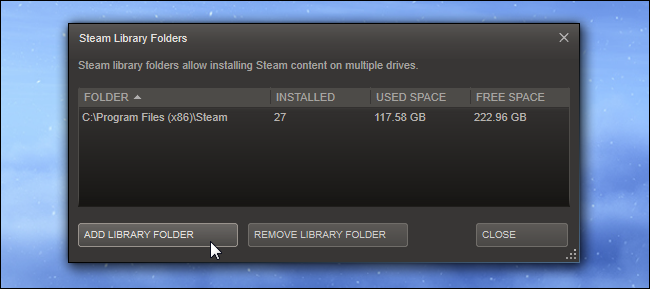 Steam Library Folders
Steam library folders allow installing Steam content on multiple drives.
FOLDER INSTALLED USED SPACE FREE SPACE
C:\Program Files (x86)\Steam 27 117.58 GB 222.96 GB
ADD LIBRARY FOLDER REMOVE LIBRARY FOLDER CLOSE